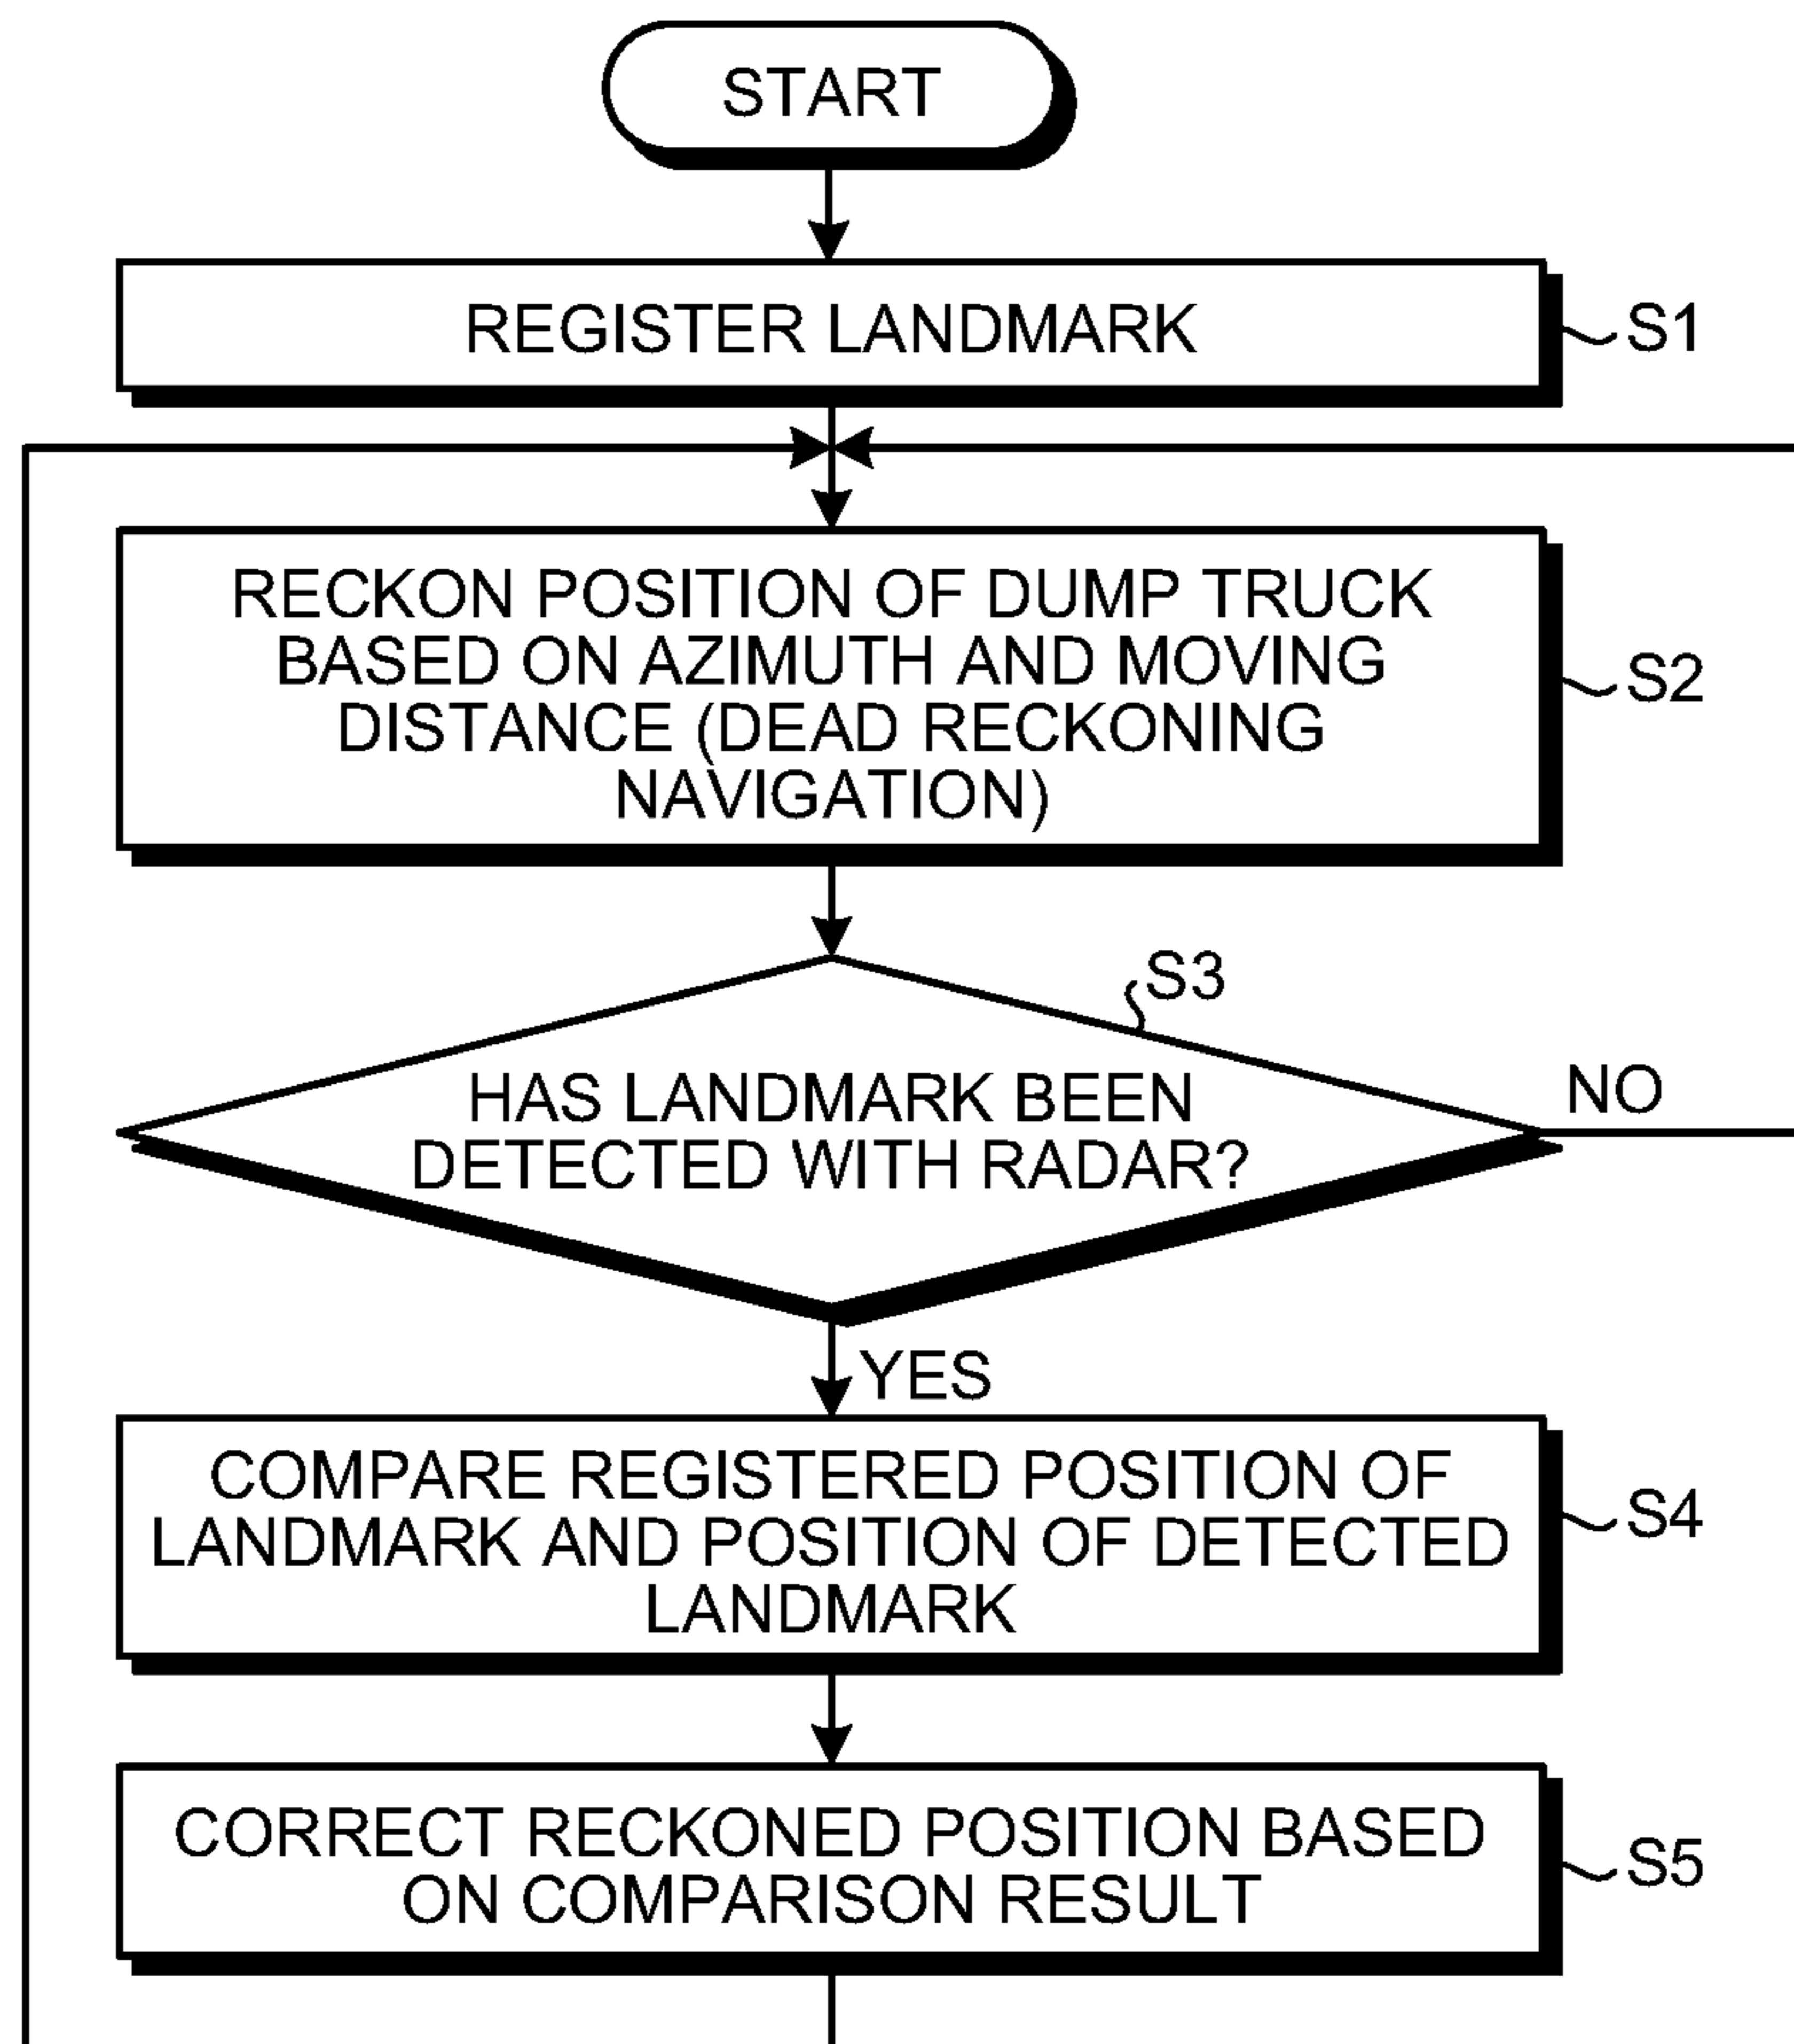 START
REGISTER LANDMARK
S1
RECKON POSITION OF DUMP TRUCK
BASED ON AZIMUTH AND MOVING
DISTANCE (DEAD RECKONING
NAVIGATION)
S2
S3
HAS LANDMARK BEEN
DETECTED WITH RADAR?
NO
YES
COMPARE REGISTERED POSITION OF
LANDMARK AND POSITION OF DETECTED
LANDMARK
S4
CORRECT RECKONED POSITION BASED
ON COMPARISON RESULT
S5